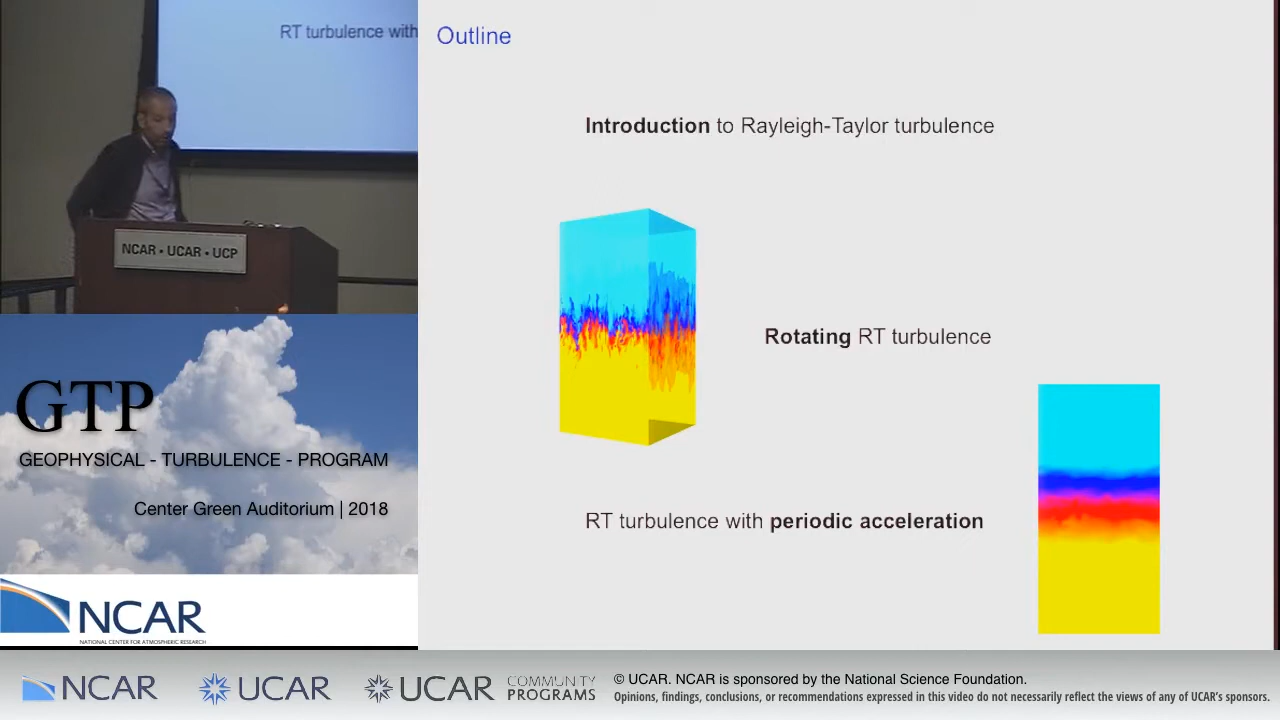 RT turbulence with
NCAR • UCAR • UCP
Outline
Introduction to Rayleigh-Taylor turbulence
Rotating RT turbulence
RT turbulence with periodic acceleration
GTP
GEOPHYSICAL - TURBULENCE - PROGRAM
Center Green Auditorium | 2018
NCAR
NATIONAL CENTER FOR ATMOSPHERIC RESEARCH
NCAR
UCAR
UCAR
COMMUNITY
PROGRAMS
© UCAR. NCAR is sponsored by the National Science Foundation.
Opinions, findings, conclusions, or recommendations expressed in this video do not necessarily reflect the views of any of UCAR's sponsors.